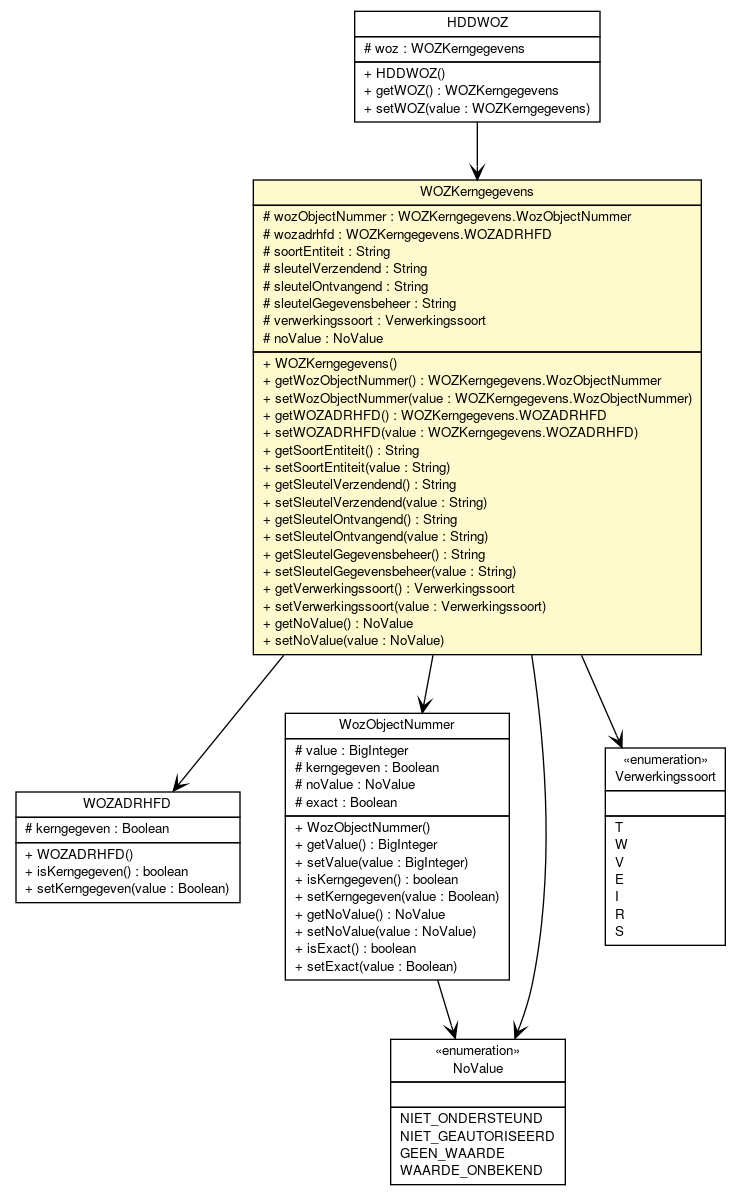 HDDWOZ
# woz : WOZKerngegevens
+ HDDWOZ()
+ getWOZ() : WOZKerngegevens
+ setWOZ(value : WOZKerngegevens)
WOZKerngegevens
# wozObjectNummer : WOZKerngegevens.WozObjectNummer
# wozadrhfd : WOZKerngegevens.WOZADRHFD
# soortEntiteit : String
# sleutelVerzendend : String
# sleutelOntvangend : String
# sleutelGegevensbeheer : String
# verwerkingssoort : Verwerkingssoort
# noValue : NoValue
+ WOZKerngegevens()
+ getWozObjectNummer() : WOZKerngegevens.WozObjectNummer
+ setWozObjectNummer(value : WOZKerngegevens.WozObjectNummer)
+ getWOZADRHFD() : WOZKerngegevens.WOZADRHFD
+ setWOZADRHFD(value : WOZKerngegevens.WOZADRHFD)
+ getSoortEntiteit() : String
+ setSoortEntiteit(value : String)
+ getSleutelVerzendend() : String
+ setSleutelVerzendend(value : String)
+ getSleutelOntvangend() : String
+ setSleutelOntvangend(value : String)
+ getSleutelGegevensbeheer() : String
+ setSleutelGegevensbeheer(value : String)
+ getVerwerkingssoort() : Verwerkingssoort
+ setVerwerkingssoort(value : Verwerkingssoort)
+ getNoValue() : NoValue
+ setNoValue(value : NoValue)
WOZADRHFD
# kerngegeven : Boolean
+ WOZADRHFD()
+ isKerngegeven() : boolean
+ setKerngegeven(value : Boolean)
WozObjectNummer
# value : BigInteger
# kerngegeven : Boolean
# noValue : NoValue
# exact : Boolean
+ WozObjectNummer()
+ getValue() : BigInteger
+ setValue(value : BigInteger)
+ isKerngegeven() : boolean
+ setKerngegeven(value : Boolean)
+ getNoValue() : NoValue
+ setNoValue(value : NoValue)
+ isExact() : boolean
+ setExact(value : Boolean)
«enumeration»
Verwerkingssoort
T
W
V
E
I
R
S
«enumeration»
NoValue
NIET_ONDERSTEUND
NIET_GEAUTORISEERD
GEEN_WAARDE
WAARDE_ONBEKEND